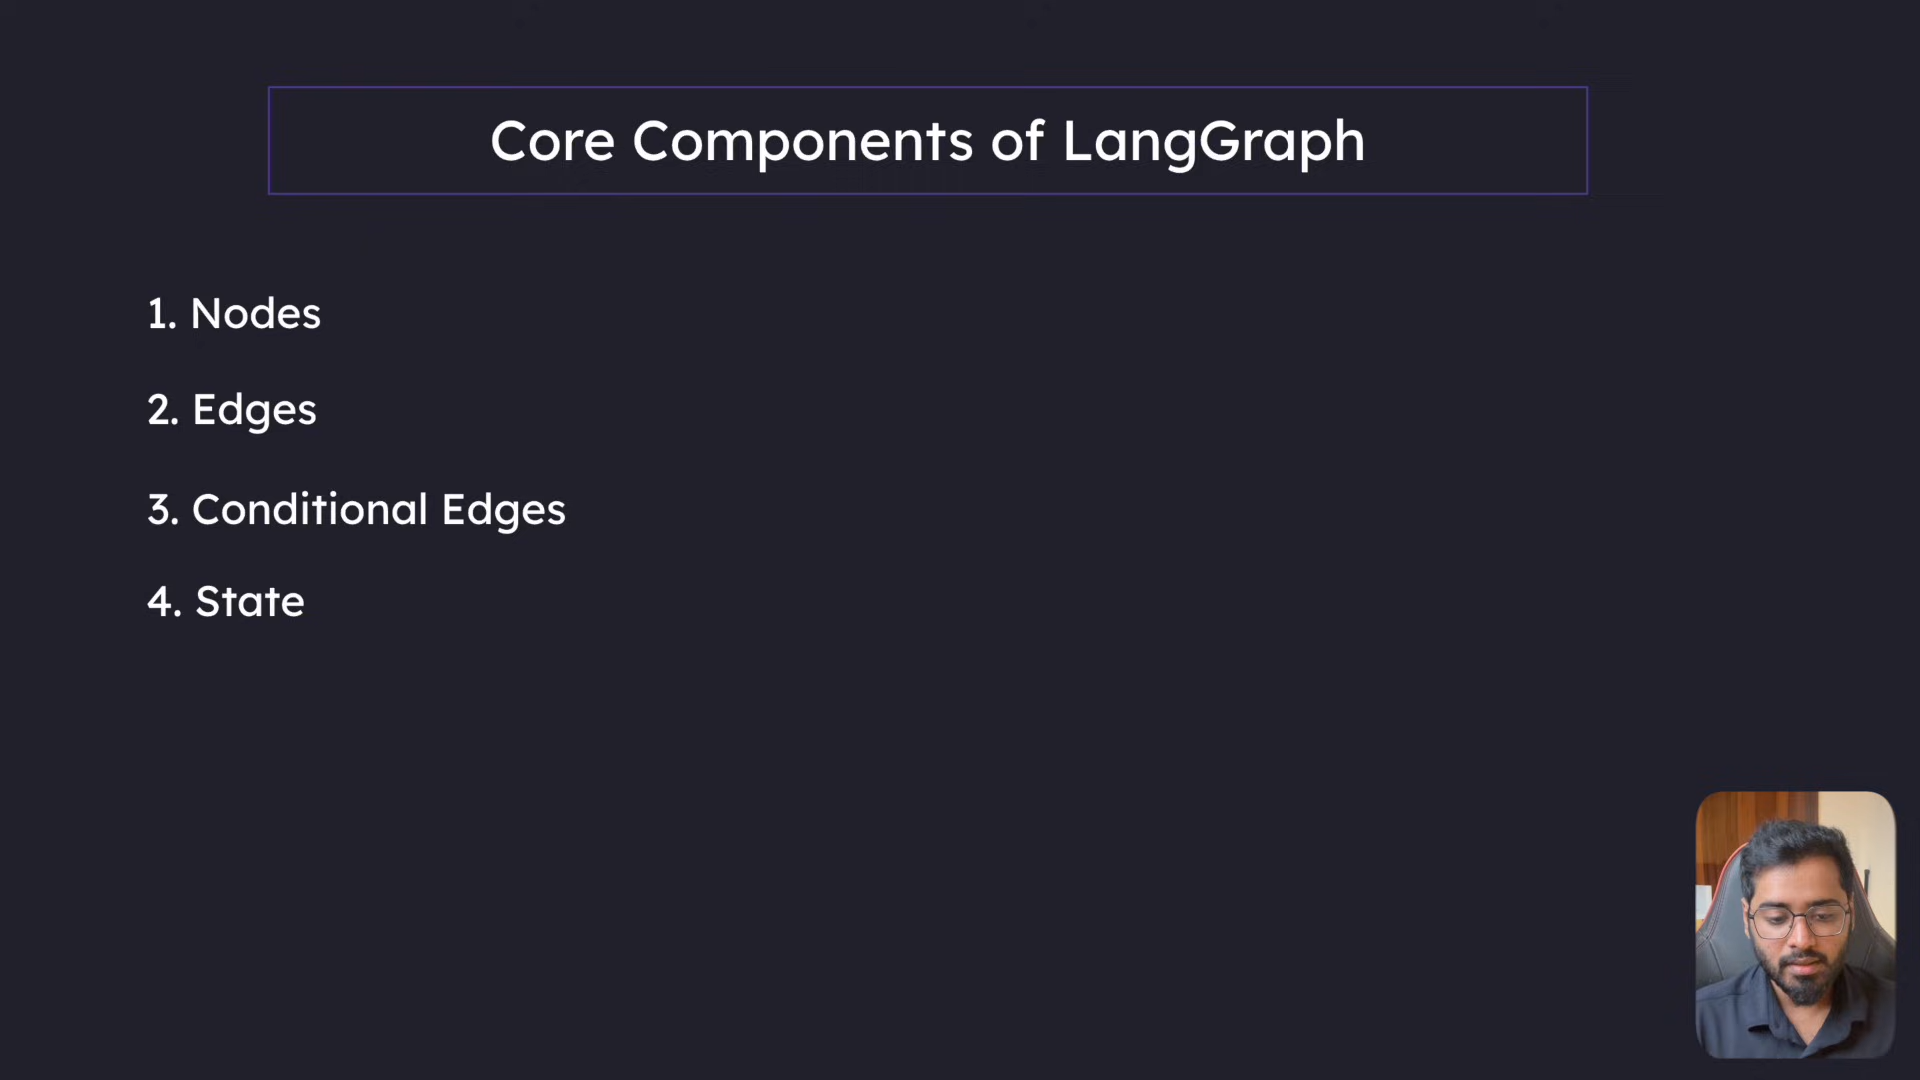 Core Components of LangGraph
1. Nodes
2. Edges
3. Conditional Edges
4. State